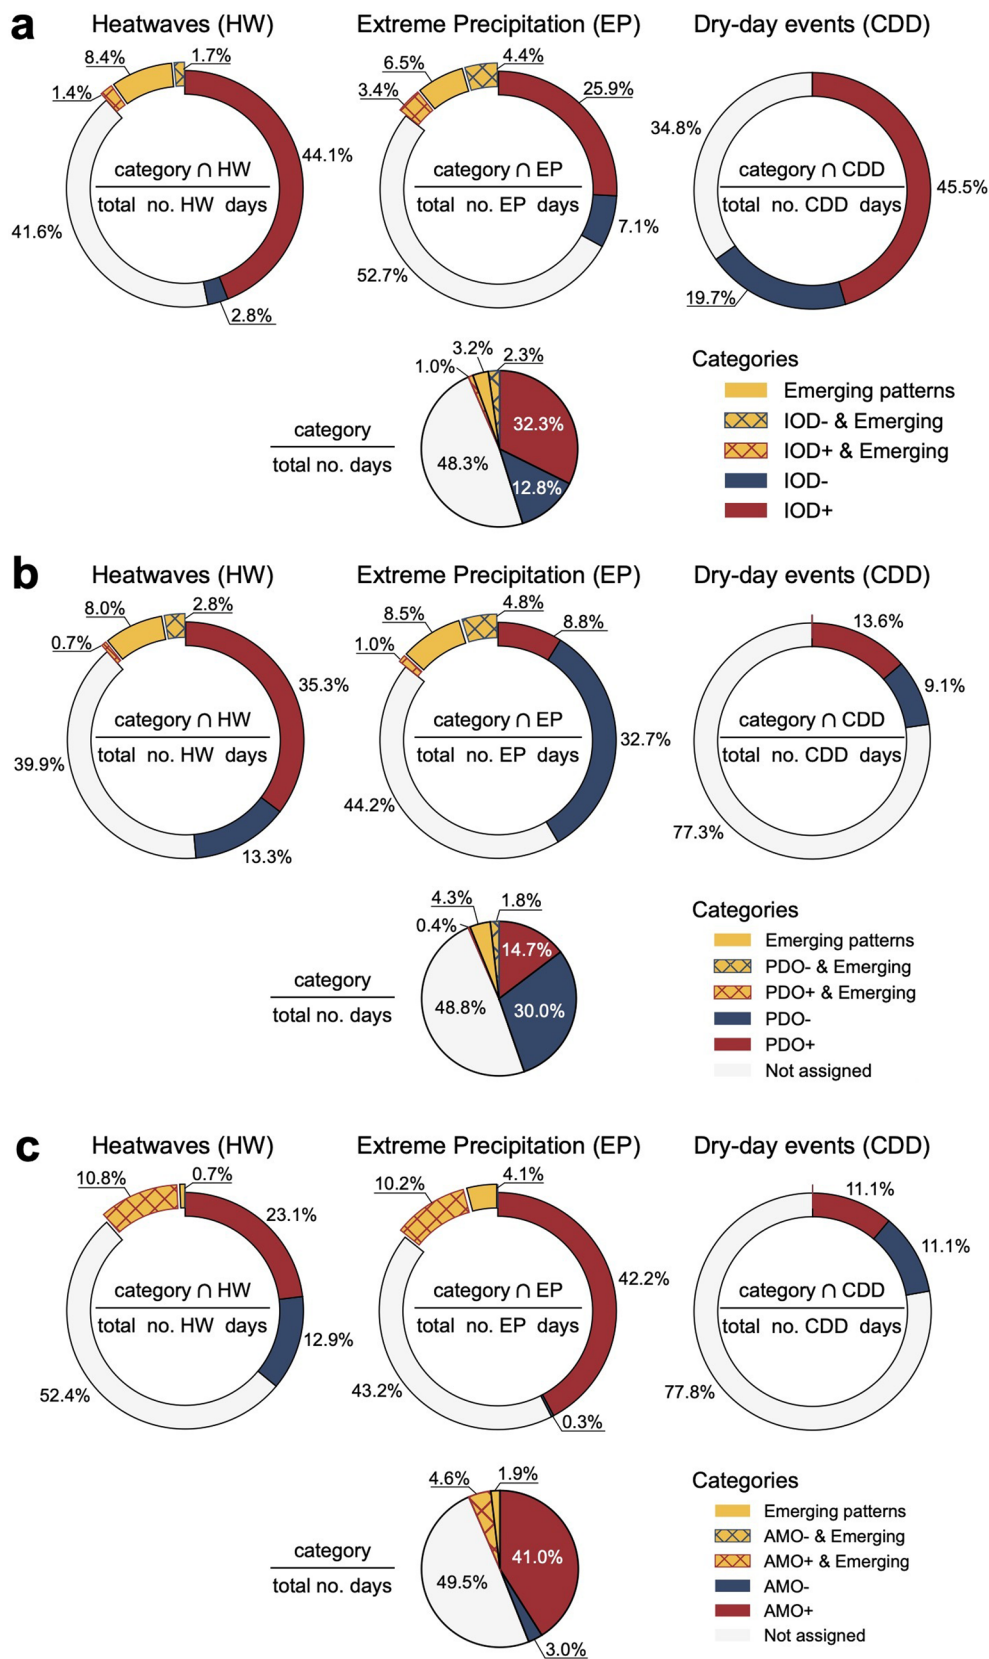 a
Heatwaves (HW)
Extreme Precipitation (EP)
Dry-day events (CDD)
8.4%
1.7%
1.4%
44.1%
41.6%
2.8%
category ∩ HW
total no. HW days
6.5%
4.4%
3.4%
25.9%
7.1%
52.7%
category ∩ EP
total no. EP days
34.8%
45.5%
19.7%
category ∩ CDD
total no. CDD days
category
total no. days
3.2%
2.3%
1.0%
32.3%
48.3%
12.8%
Categories
Emerging patterns
IOD- & Emerging
IOD+ & Emerging
IOD-
IOD+
b
Heatwaves (HW)
Extreme Precipitation (EP)
Dry-day events (CDD)
8.0%
2.8%
0.7%
35.3%
39.9%
13.3%
category ∩ HW
total no. HW days
8.5%
4.8%
8.8%
1.0%
32.7%
44.2%
category ∩ EP
total no. EP days
13.6%
9.1%
77.3%
category ∩ CDD
total no. CDD days
category
total no. days
4.3%
1.8%
0.4%
14.7%
48.8%
30.0%
Categories
Emerging patterns
PDO- & Emerging
PDO+ & Emerging
PDO-
PDO+
Not assigned
c
Heatwaves (HW)
Extreme Precipitation (EP)
Dry-day events (CDD)
10.8%
0.7%
23.1%
12.9%
52.4%
category ∩ HW
total no. HW days
10.2%
4.1%
42.2%
43.2%
0.3%
category ∩ EP
total no. EP days
11.1%
11.1%
77.8%
category ∩ CDD
total no. CDD days
category
total no. days
4.6%
1.9%
41.0%
49.5%
3.0%
Categories
Emerging patterns
AMO- & Emerging
AMO+ & Emerging
AMO-
AMO+
Not assigned